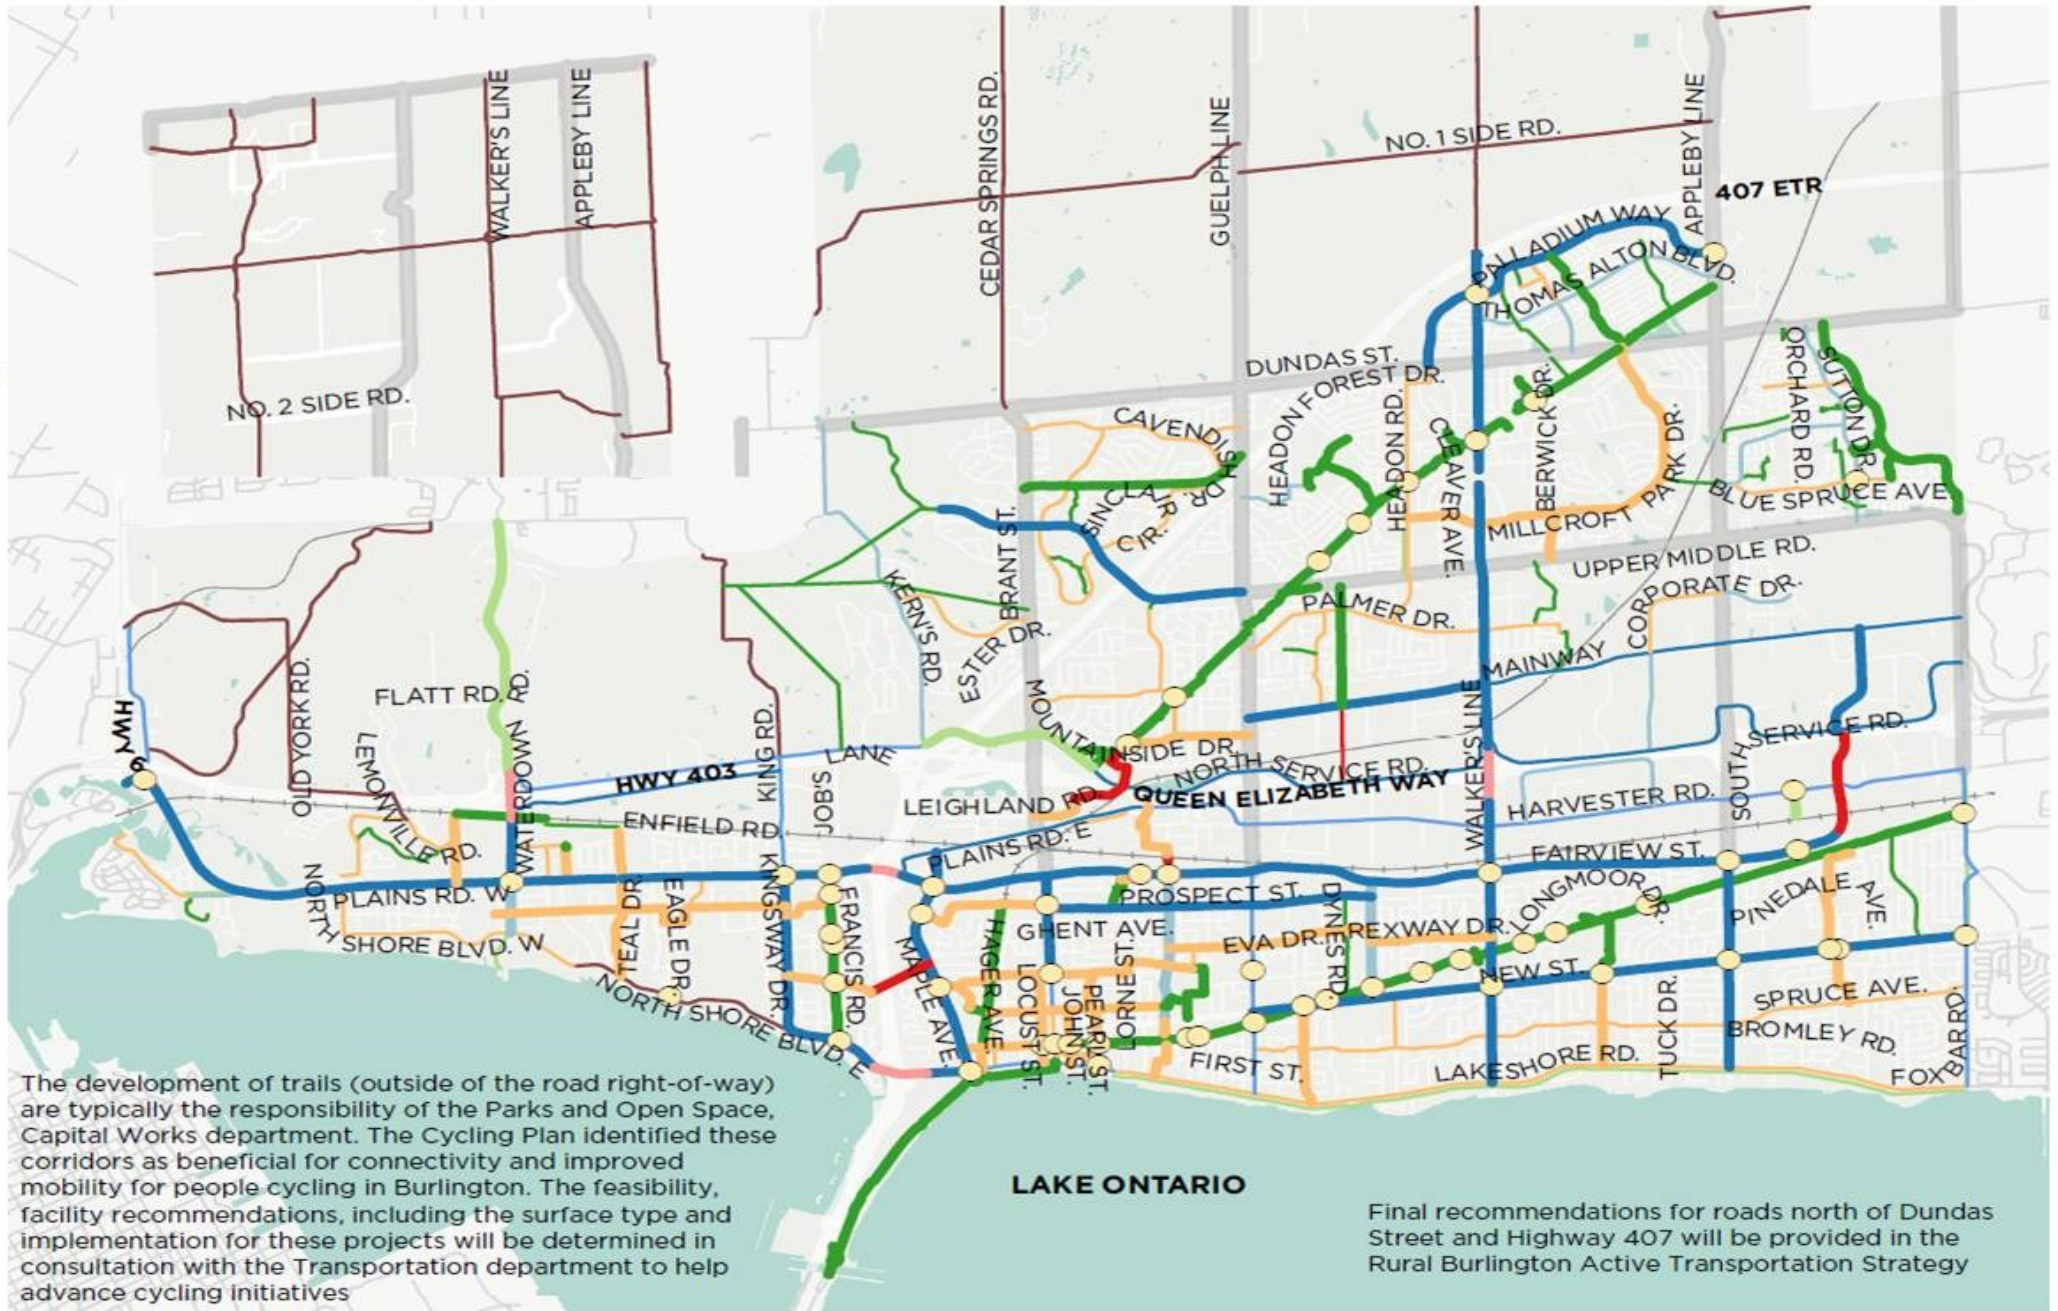 WALKER'S LINE
APPLEBY LINE
NO. 2 SIDE RD.
CEDAR SPRINGS RD.
GUELPH LINE
NO. 1 SIDE RD.
APPLEBY LINE
407 ETR
PALLADIUM WAY
THOMAS ALTON BLVD.
DUNDAS ST.
HEADON FOREST DR.
CAVENDISH DR.
SINCLAIR CIR.
HEADON RD.
CLEAVER AVE.
BERWICK DR.
MILLCROFT PARK DR.
ORCHARD RD.
SUTTON DR.
BLUE SPRUCE AVE.
UPPER MIDDLE RD.
CORPORATE DR.
BRANT ST.
KERN'S RD.
ESTER DR.
PALMER DR.
MAINWAY
FLATT RD.
WATERDOWN RD.
OLD YORK RD.
LEMONVILLE RD.
HWY 6
HWY 403
KING RD.
JOB'S
LANE
MOUNTAINSIDE DR.
NORTH SERVICE RD.
QUEEN ELIZABETH WAY
LEIGHLAND RD.
WALKER'S LINE
SOUTH SERVICE RD.
HARVESTER RD.
ENFIELD RD.
PLAINS RD. E
FAIRVIEW ST.
PLAINS RD. W
NORTH SHORE BLVD. W
TEAL DR.
EAGLE DR.
KINGSWAY DR.
FRANCIS RD.
MAPLE AVE.
HAGER AVE.
PROSPECT ST.
GHENT AVE.
LOCUST ST.
JOHN ST.
PEARL ST.
LORNE ST.
EVA DR.
DYNES RD.
REXWAY DR.
LONGMOOR DR.
PINEDALE AVE.
NEW ST.
TUCK DR.
SPRUCE AVE.
BROMLEY RD.
FOXBAR RD.
NORTH SHORE BLVD. E
FIRST ST.
LAKESHORE RD.
LAKE ONTARIO
The development of trails (outside of the road right-of-way)
are typically the responsibility of the Parks and Open Space,
Capital Works department. The Cycling Plan identified these
corridors as beneficial for connectivity and improved
mobility for people cycling in Burlington. The feasibility,
facility recommendations, including the surface type and
implementation for these projects will be determined in
consultation with the Transportation department to help
advance cycling initiatives
Final recommendations for roads north of Dundas
Street and Highway 407 will be provided in the
Rural Burlington Active Transportation Strategy